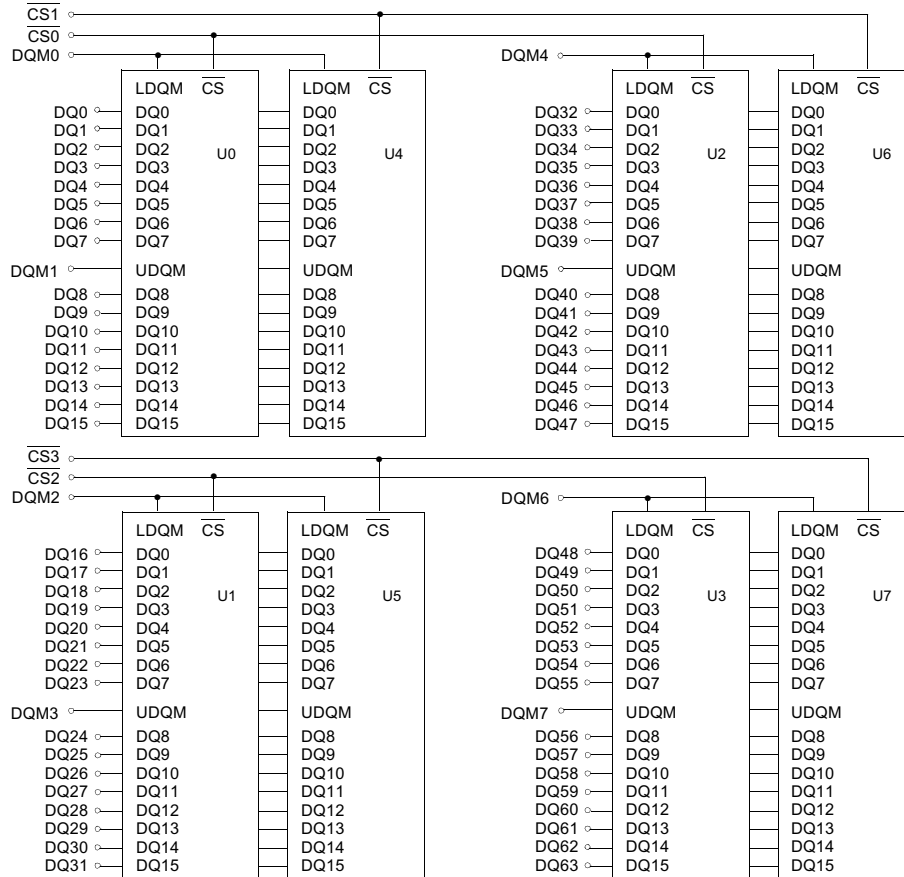 CS1
CS0
DQM0 DQM4
LDQM CS LDQM CS LDQM CS LDQM CS
DQ0 DQ0 DQ0 DQ32 DQ0 DQ0
DQ1 DQ1 DQ1 DQ33 DQ1 DQ1
DQ2 DQ2 U0 DQ2 U4 DQ34 DQ2 U2 DQ2 U6
DQ3 DQ3 DQ3 DQ35 DQ3 DQ3
DQ4 DQ4 DQ4 DQ36 DQ4 DQ4
DQ5 DQ5 DQ5 DQ37 DQ5 DQ5
DQ6 DQ6 DQ6 DQ38 DQ6 DQ6
DQ7 DQ7 DQ7 DQ39 DQ7 DQ7
DQM1 UDQM UDQM DQM5 UDQM UDQM
DQ8 DQ8 DQ8 DQ40 DQ8 DQ8
DQ9 DQ9 DQ9 DQ41 DQ9 DQ9
DQ10 DQ10 DQ10 DQ42 DQ10 DQ10
DQ11 DQ11 DQ11 DQ43 DQ11 DQ11
DQ12 DQ12 DQ12 DQ44 DQ12 DQ12
DQ13 DQ13 DQ13 DQ45 DQ13 DQ13
DQ14 DQ14 DQ14 DQ46 DQ14 DQ14
DQ15 DQ15 DQ15 DQ47 DQ15 DQ15
CS3
CS2
DQM2 DQM6
LDQM CS LDQM CS LDQM CS LDQM CS
DQ16 DQ0 DQ0 DQ48 DQ0 DQ0
DQ17 DQ1 DQ1 DQ49 DQ1 DQ1
DQ18 DQ2 U1 DQ2 U5 DQ50 DQ2 U3 DQ2 U7
DQ19 DQ3 DQ3 DQ51 DQ3 DQ3
DQ20 DQ4 DQ4 DQ52 DQ4 DQ4
DQ21 DQ5 DQ5 DQ53 DQ5 DQ5
DQ22 DQ6 DQ6 DQ54 DQ6 DQ6
DQ23 DQ7 DQ7 DQ55 DQ7 DQ7
DQM3 UDQM UDQM DQM7 UDQM UDQM
DQ24 DQ8 DQ8 DQ56 DQ8 DQ8
DQ25 DQ9 DQ9 DQ57 DQ9 DQ9
DQ26 DQ10 DQ10 DQ58 DQ10 DQ10
DQ27 DQ11 DQ11 DQ59 DQ11 DQ11
DQ28 DQ12 DQ12 DQ60 DQ12 DQ12
DQ29 DQ13 DQ13 DQ61 DQ13 DQ13
DQ30 DQ14 DQ14 DQ62 DQ14 DQ14
DQ31 DQ15 DQ15 DQ63 DQ15 DQ15